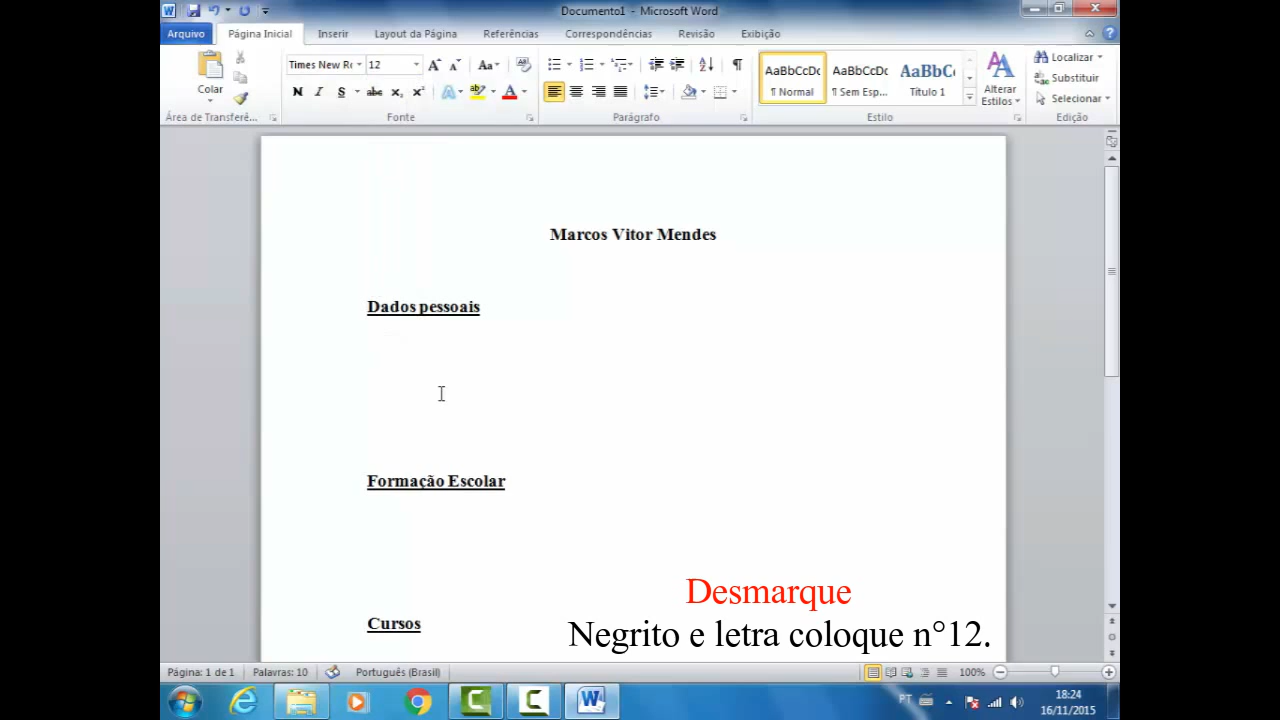 Documento1 - Microsoft Word
Arquivo Página Inicial Inserir Layout da Página Referências Correspondências Revisão Exibição
Colar
Times New Ro 12
AaBbCcDc AaBbCcDc AaBbC
¶ Normal ¶ Sem Esp... Título 1
Alterar Estilos
Localizar
Substituir
Selecionar
Área de Transferê... Fonte Parágrafo Estilo Edição
Marcos Vitor Mendes
Dados pessoais
Formação Escolar
Cursos
Desmarque
Negrito e letra coloque n°12.
Página: 1 de 1 Palavras: 10 Português (Brasil) 100%
PT 18:24
16/11/2015